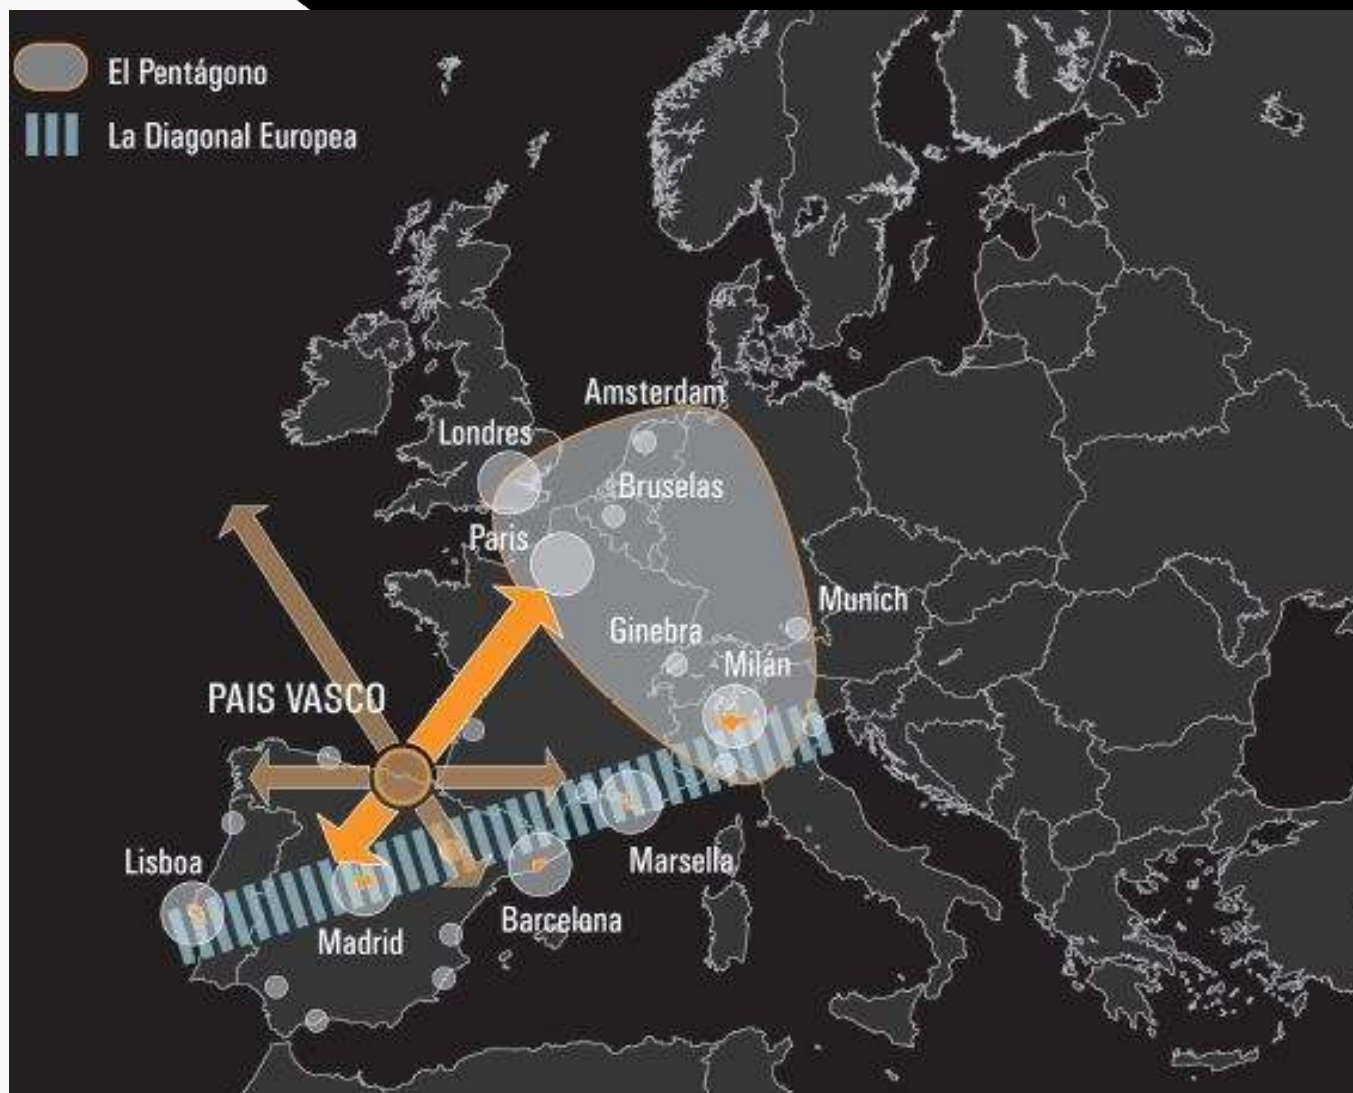 El Pentágono
La Diagonal Europea
Amsterdam
Londres
Bruselas
Paris
Munich
Ginebra
Milán
PAIS VASCO
Lisboa
Marsella
Barcelona
Madrid